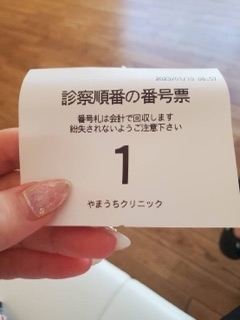 診察順番の番号票
番号札は会計で回収します
紛失されないようご注意下さい
1
やまうちクリニック